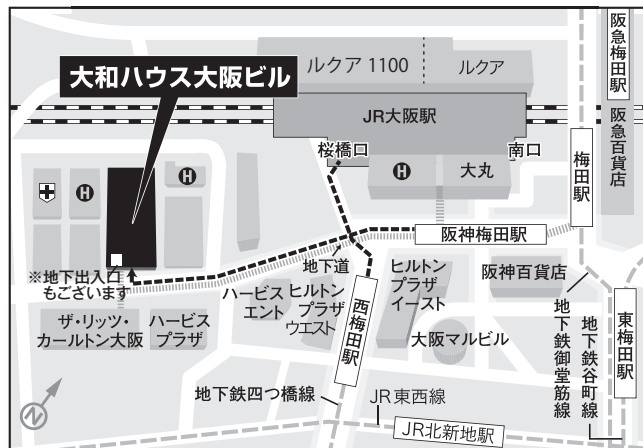 ルクア 1100
ルクア
阪急梅田駅
阪急百貨店
大和ハウス大阪ビル
JR大阪駅
桜橋口
南口
梅田駅
H
H
H
大丸
阪神梅田駅
※地下出入口
もございます
地下道
ハービス
エント
ヒルトン
プラザ
ウエスト
ヒルトン
プラザ
イースト
阪神百貨店
西梅田駅
ザ・リッツ・
カールトン大阪
ハービス
プラザ
大阪マルビル
地下鉄御堂筋線
地下鉄谷町線
東梅田駅
地下鉄四つ橋線
JR東西線
JR北新地駅
N